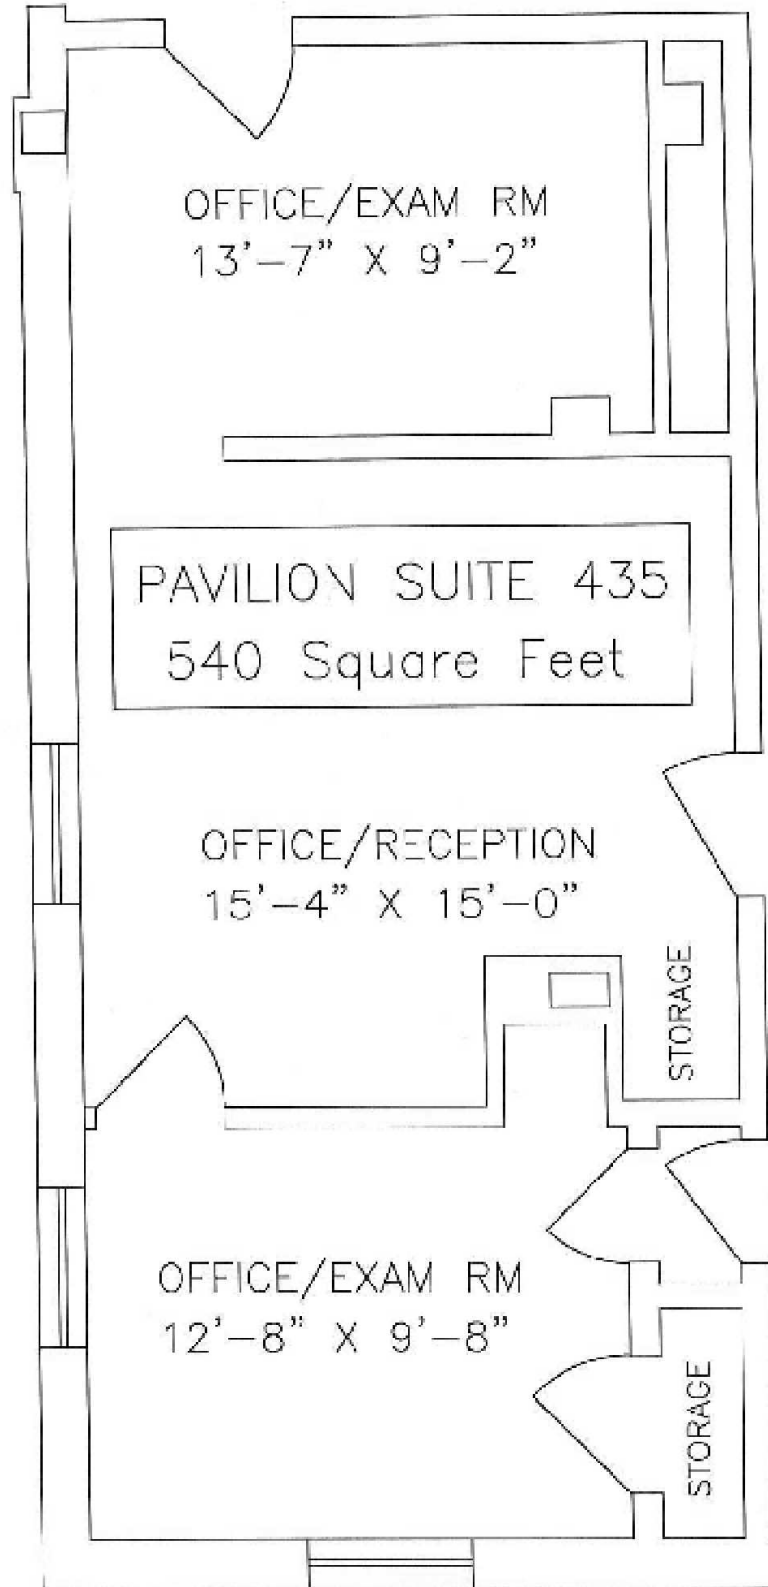 OFFICE/EXAM RM
13'-7" X 9'-2"
PAVILION SUITE 435
540 Square Feet
OFFICE/RECEPTION
15'-4" X 15'-0"
STORAGE
OFFICE/EXAM RM
12'-8" X 9'-8"
STORAGE